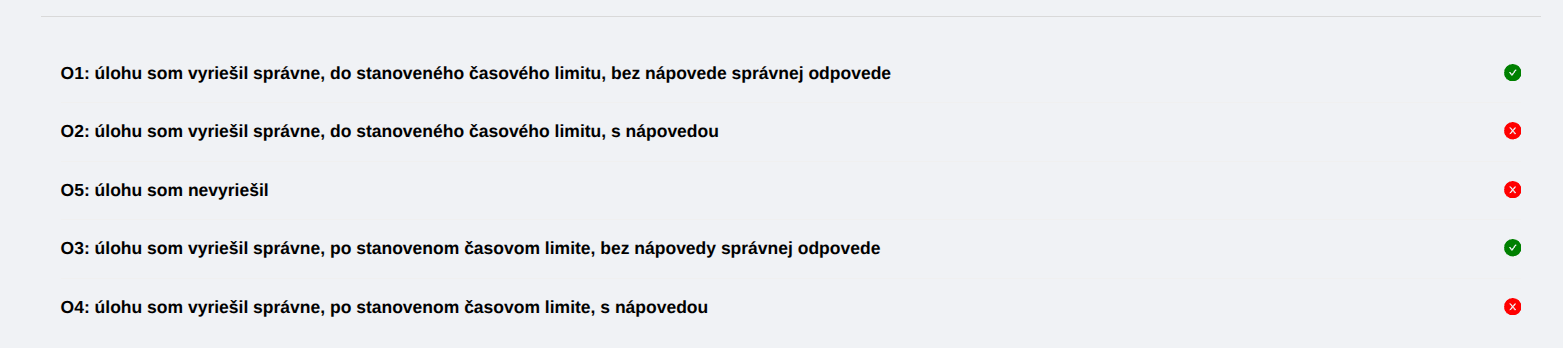 O1: úlohu som vyriešil správne, do stanoveného časového limitu, bez nápovede správnej odpovede
O2: úlohu som vyriešil správne, do stanoveného časového limitu, s nápovedou
O5: úlohu som nevyriešil
O3: úlohu som vyriešil správne, po stanovenom časovom limite, bez nápovedy správnej odpovede
O4: úlohu som vyriešil správne, po stanovenom časovom limite, s nápovedou